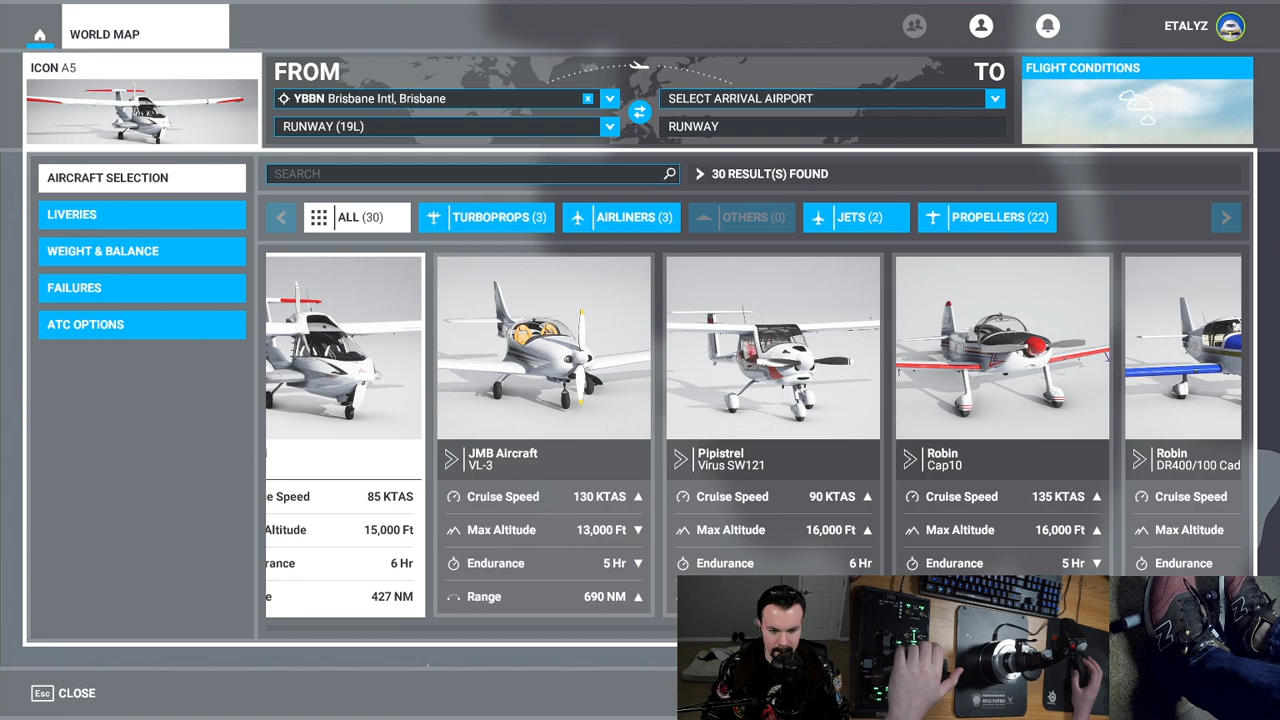 WORLD MAP
ETALYZ
ICON A5
FROM
TO
YBBN Brisbane Intl, Brisbane
x
SELECT ARRIVAL AIRPORT
RUNWAY (19L)
RUNWAY
FLIGHT CONDITIONS
AIRCRAFT SELECTION
LIVERIES
WEIGHT & BALANCE
FAILURES
ATC OPTIONS
SEARCH
30 RESULT(S) FOUND
ALL (30)
TURBOPROPS (3)
AIRLINERS (3)
OTHERS (0)
JETS (2)
PROPELLERS (22)
e Speed 85 KTAS
Altitude 15,000 Ft
rance 6 Hr
e 427 NM
JMB Aircraft
VL-3
Cruise Speed 130 KTAS
Max Altitude 13,000 Ft
Endurance 5 Hr
Range 690 NM
Pipistrel
Virus SW121
Cruise Speed 90 KTAS
Max Altitude 16,000 Ft
Endurance 6 Hr
Robin
Cap10
Cruise Speed 135 KTAS
Max Altitude 16,000 Ft
Endurance 5 Hr
Robin
DR400/100 Cad
Cruise Speed
Max Altitude
Endurance
Esc CLOSE